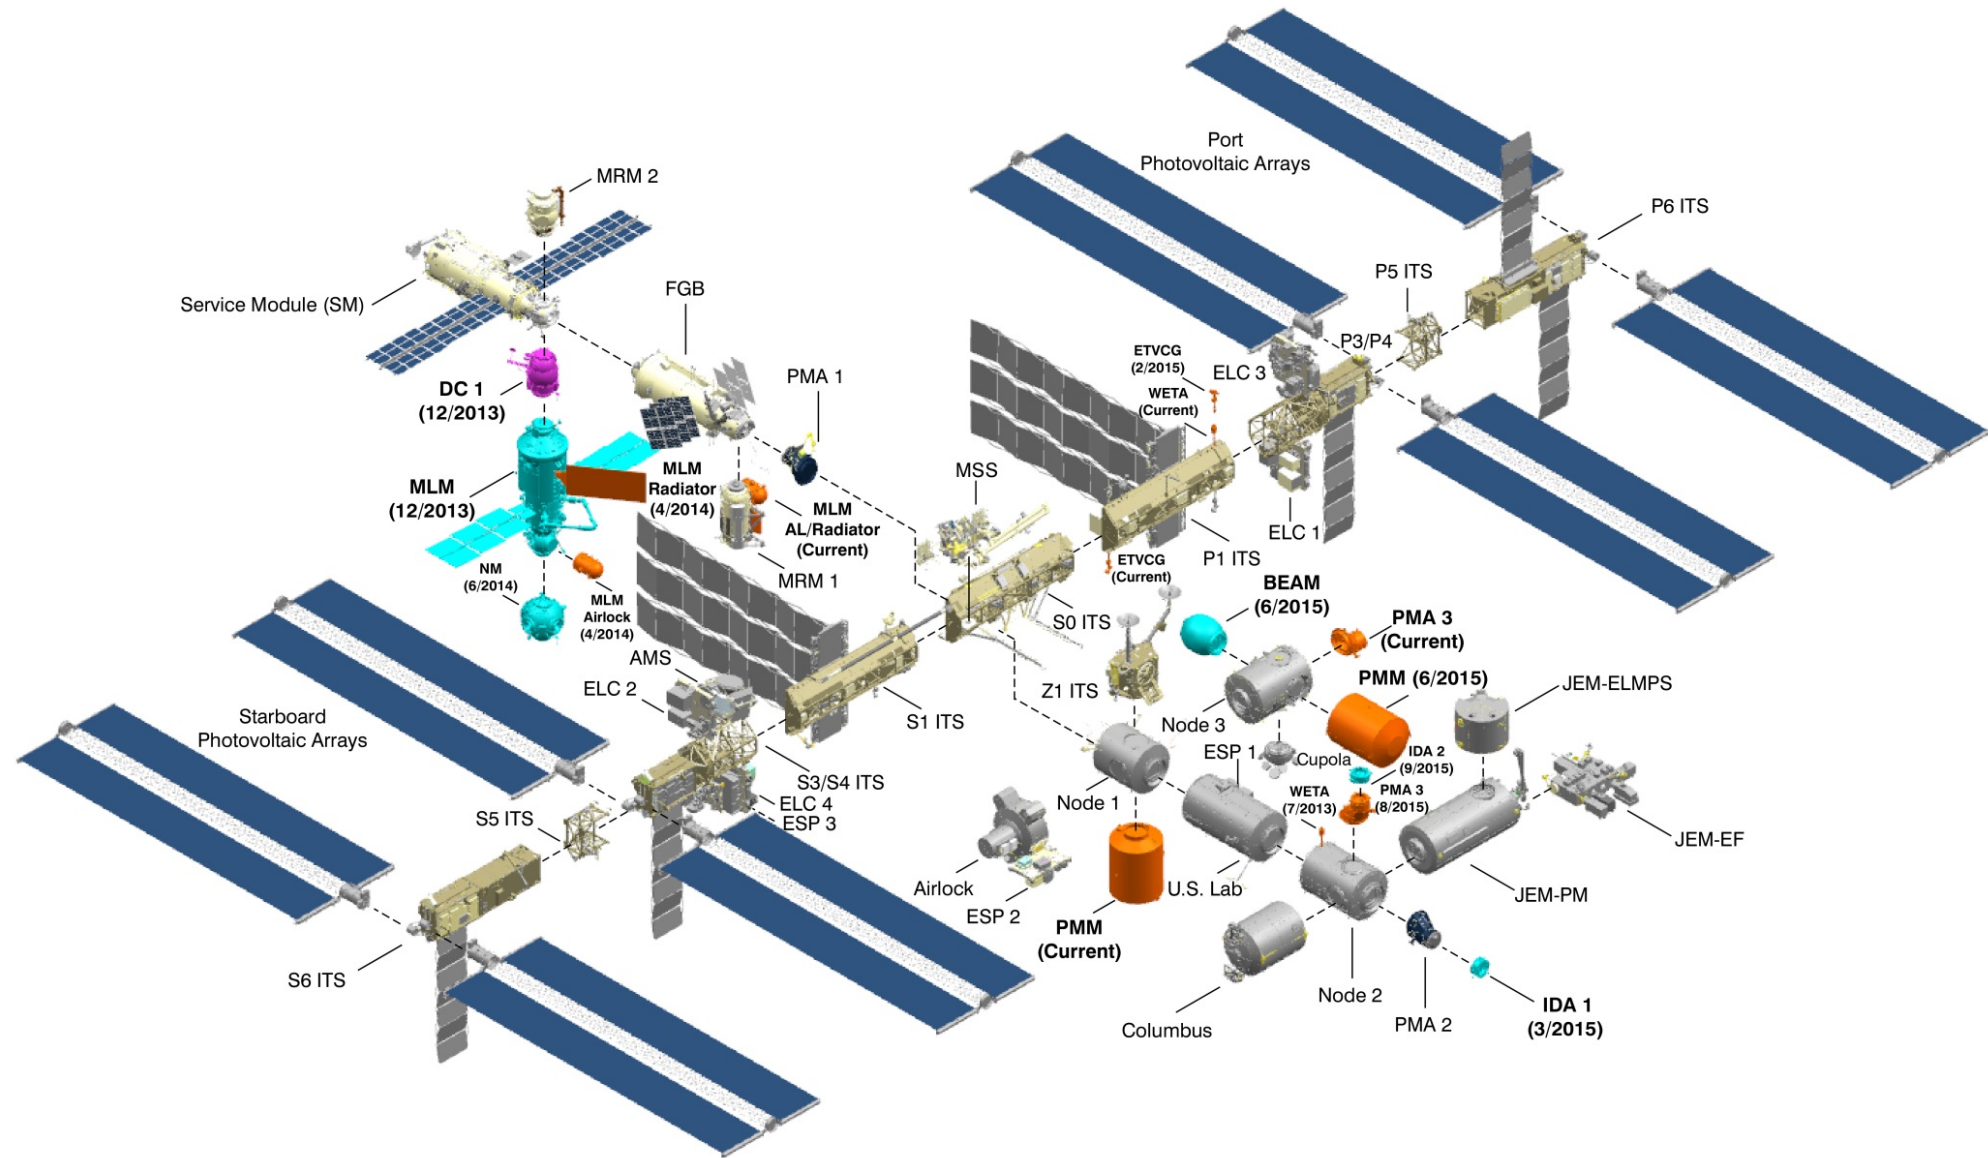 Port
Photovoltaic Arrays
MRM 2
P6 ITS
Service Module (SM)
FGB
P5 ITS
P3/P4
ETVCG
(2/2015)
ELC 3
PMA 1
DC 1
(12/2013)
WETA
(Current)
MSS
MLM
Radiator
(4/2014)
MLM
(12/2013)
MLM
AL/Radiator
(Current)
ELC 1
P1 ITS
ETVCG
(Current)
MRM 1
NM
(6/2014)
MLM
Airlock
(4/2014)
BEAM
(6/2015)
S0 ITS
PMA 3
(Current)
AMS
ELC 2
Z1 ITS
PMM (6/2015)
JEM-ELMPS
Starboard
Photovoltaic Arrays
S1 ITS
Node 3
ESP 1
Cupola
IDA 2
(9/2015)
S3/S4 ITS
ELC 4
ESP 3
Node 1
WETA
(7/2013)
PMA 3
(8/2015)
S5 ITS
JEM-EF
Airlock
U.S. Lab
JEM-PM
ESP 2
PMM
(Current)
S6 ITS
Node 2
Columbus
PMA 2
IDA 1
(3/2015)